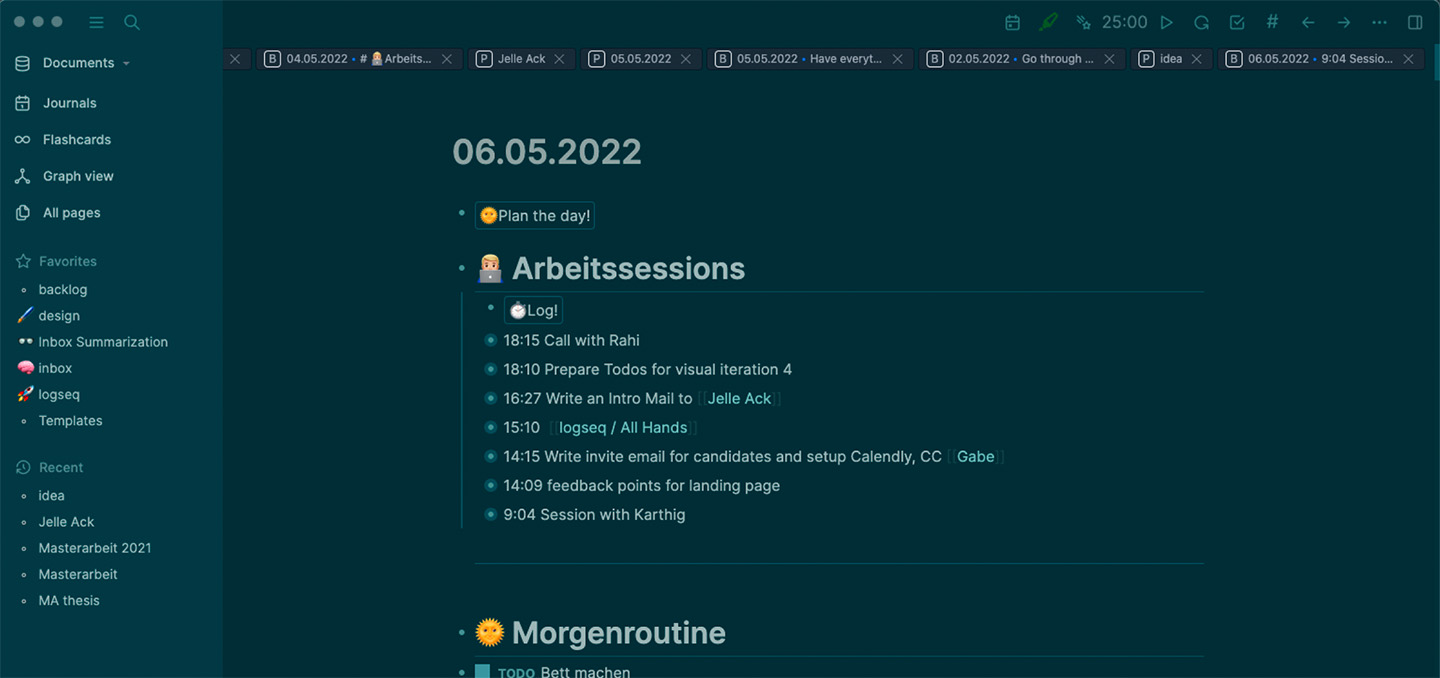 25:00
B 04.05.2022 • # Arbeits...
P Jelle Ack
P 05.05.2022
B 05.05.2022 • Have everyt...
B 02.05.2022 • Go through ...
P idea
B 06.05.2022 • 9:04 Sessio...
Documents
Journals
Flashcards
Graph view
All pages
Favorites
backlog
design
Inbox Summarization
inbox
logseq
Templates
Recent
idea
Jelle Ack
Masterarbeit 2021
Masterarbeit
MA thesis
06.05.2022
Plan the day!
Arbeitssessions
Log!
18:15 Call with Rahi
18:10 Prepare Todos for visual iteration 4
16:27 Write an Intro Mail to [[Jelle Ack]]
15:10 [[logseq / All Hands]]
14:15 Write invite email for candidates and setup Calendly, CC [[Gabe]]
14:09 feedback points for landing page
9:04 Session with Karthig
Morgenroutine
TODO Bett machen